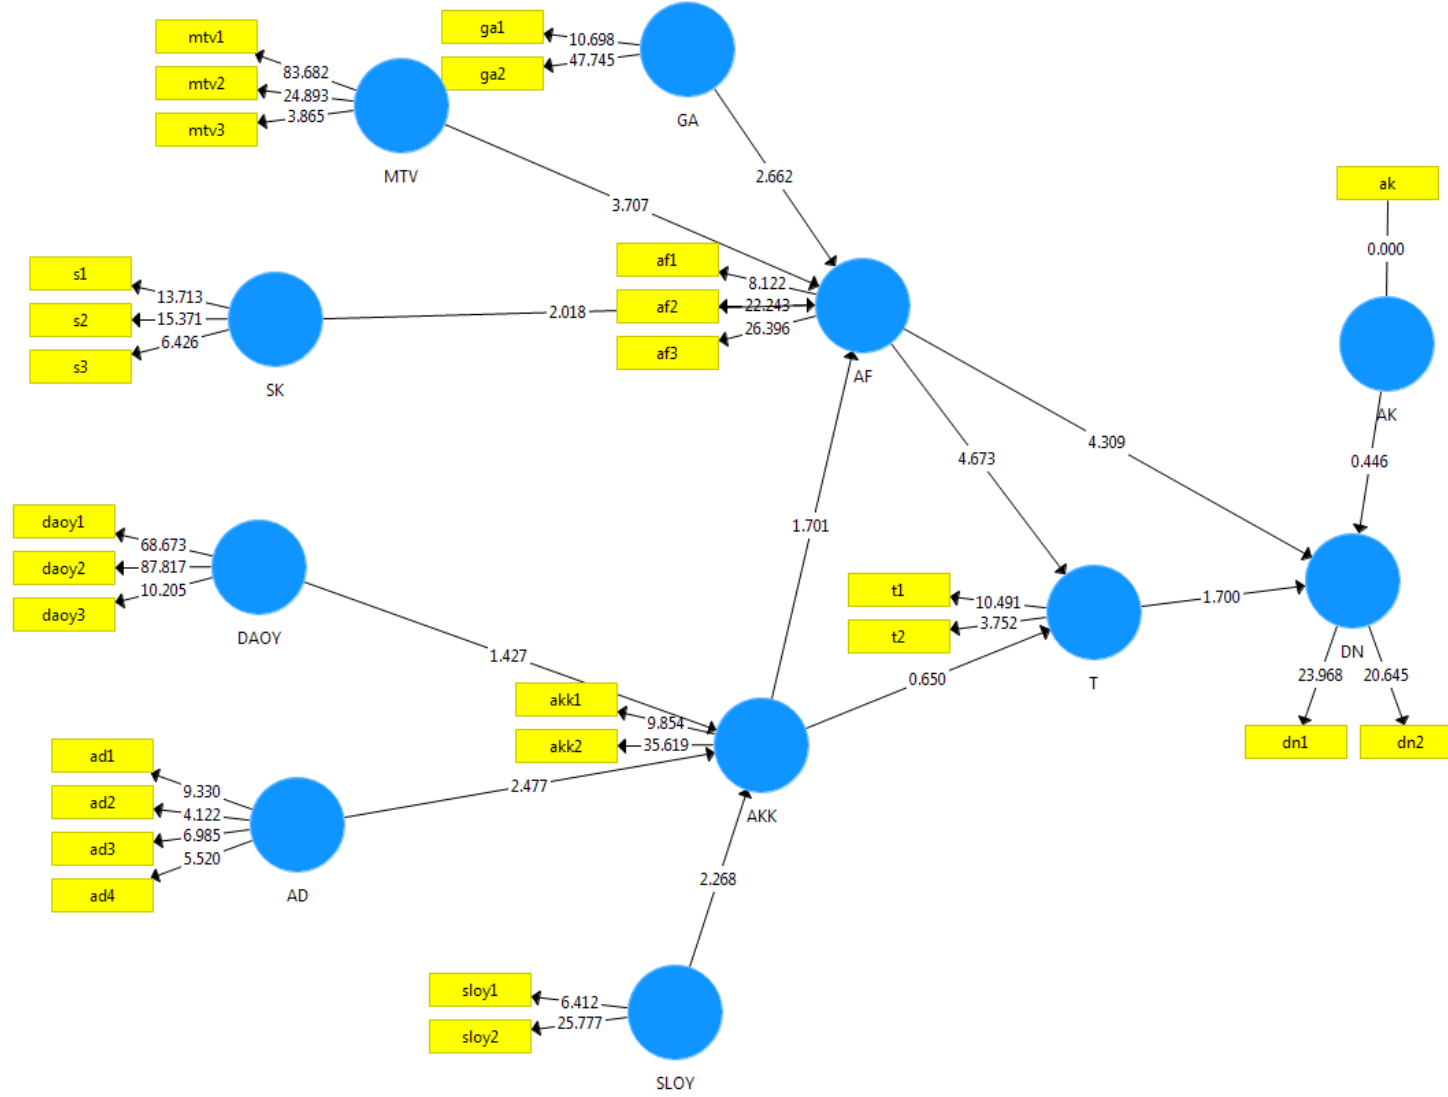 ga1
10.698
ga2
47.745
GA
mtv1
83.682
mtv2
24.893
mtv3
3.865
MTV
2.662
3.707
ak
0.000
AK
0.446
s1
13.713
s2
15.371
s3
6.426
SK
2.018
af1
8.122
af2
22.243
af3
26.396
AF
4.309
4.673
1.701
daoy1
68.673
daoy2
87.817
daoy3
10.205
DAOY
1.427
t1
10.491
t2
3.752
T
1.700
DN
23.968
20.645
dn1
dn2
0.650
akk1
9.854
akk2
35.619
AKK
ad1
9.330
ad2
4.122
ad3
6.985
ad4
5.520
AD
2.477
2.268
sloy1
6.412
sloy2
25.777
SLOY